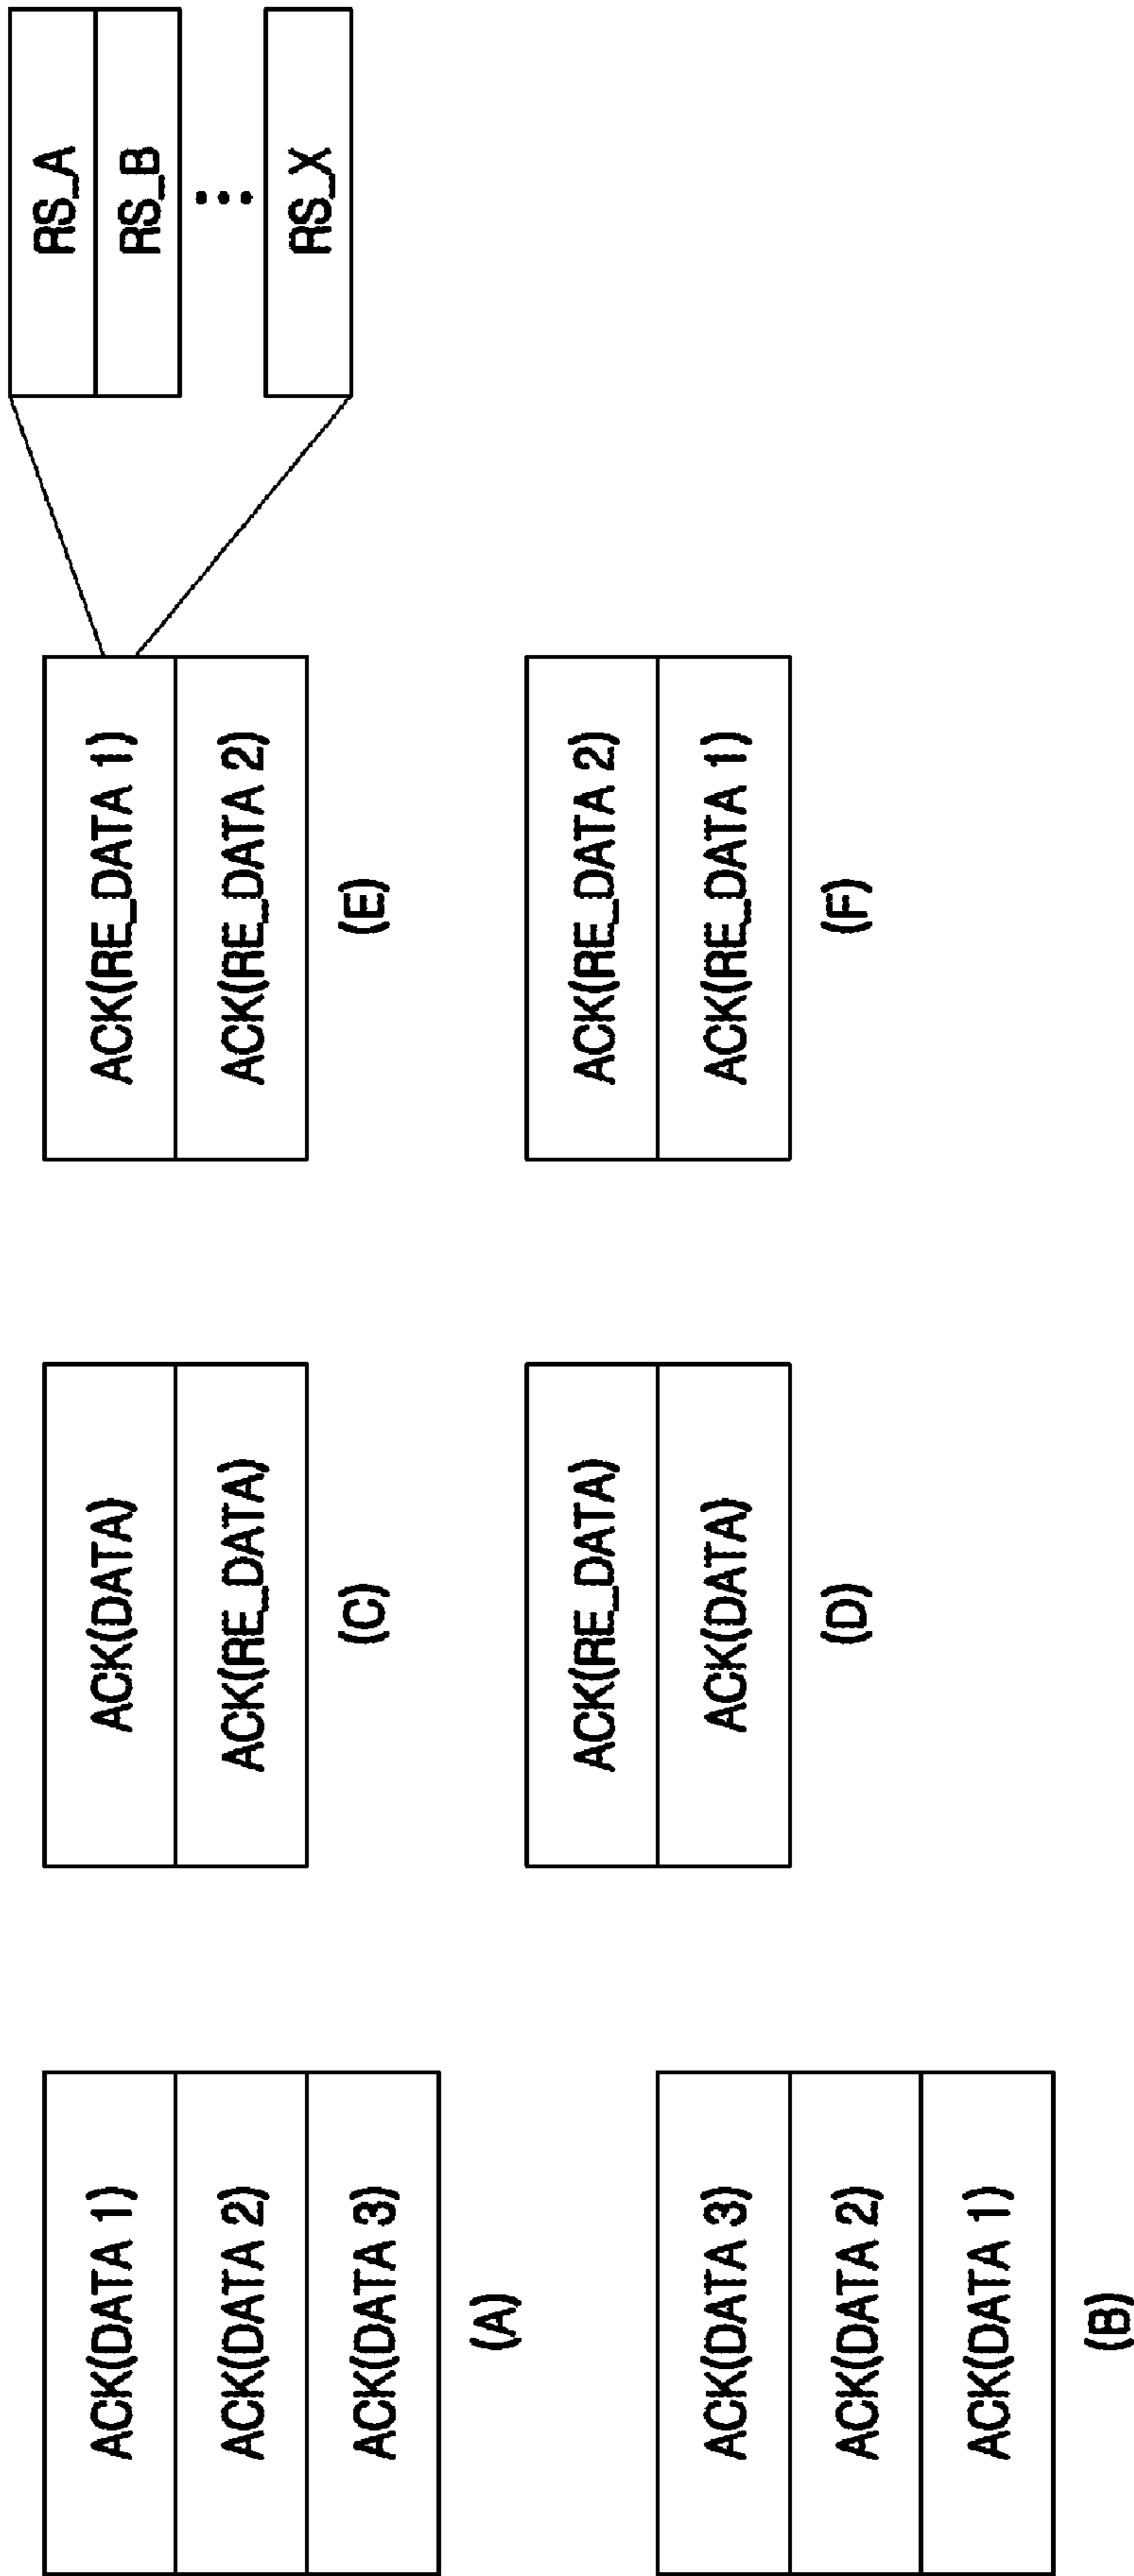 ACK(DATA 1)
ACK(DATA 2)
ACK(DATA 3)
(A)
ACK(DATA 3)
ACK(DATA 2)
ACK(DATA 1)
(B)
ACK(DATA)
ACK(RE_DATA)
(C)
ACK(RE_DATA)
ACK(DATA)
(D)
ACK(RE_DATA 1)
ACK(RE_DATA 2)
(E)
ACK(RE_DATA 2)
ACK(RE_DATA 1)
(F)
RS_A
RS_B
RS_X